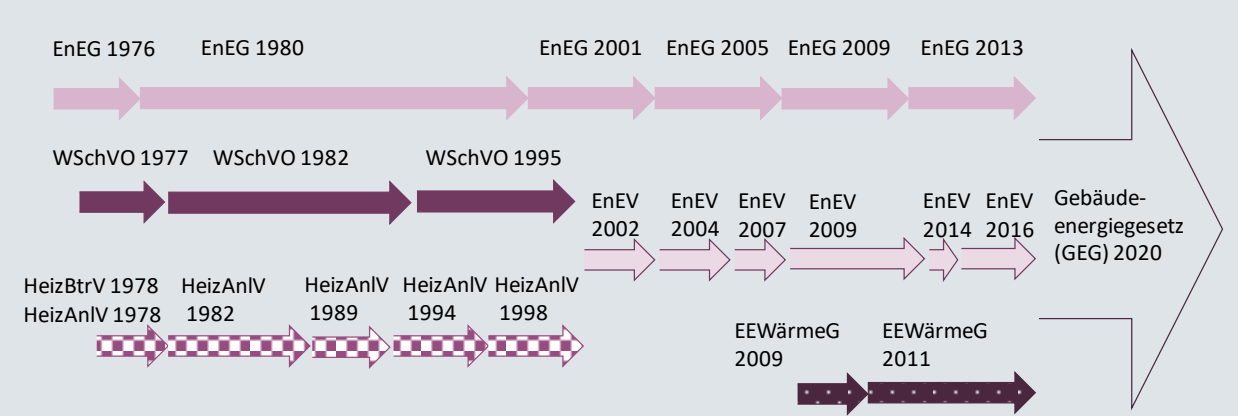 EnEG 1976
EnEG 1980
EnEG 2001
EnEG 2005
EnEG 2009
EnEG 2013
WSchVO 1977
WSchVO 1982
WSchVO 1995
EnEV
2002
EnEV
2004
EnEV
2007
EnEV
2009
EnEV
2014
EnEV
2016
Gebäude-
energiegesetz
(GEG) 2020
HeizBtrV 1978
HeizAnlV 1978
HeizAnlV
1982
HeizAnlV
1989
HeizAnlV
1994
HeizAnlV
1998
EEWärmeG
2009
EEWärmeG
2011